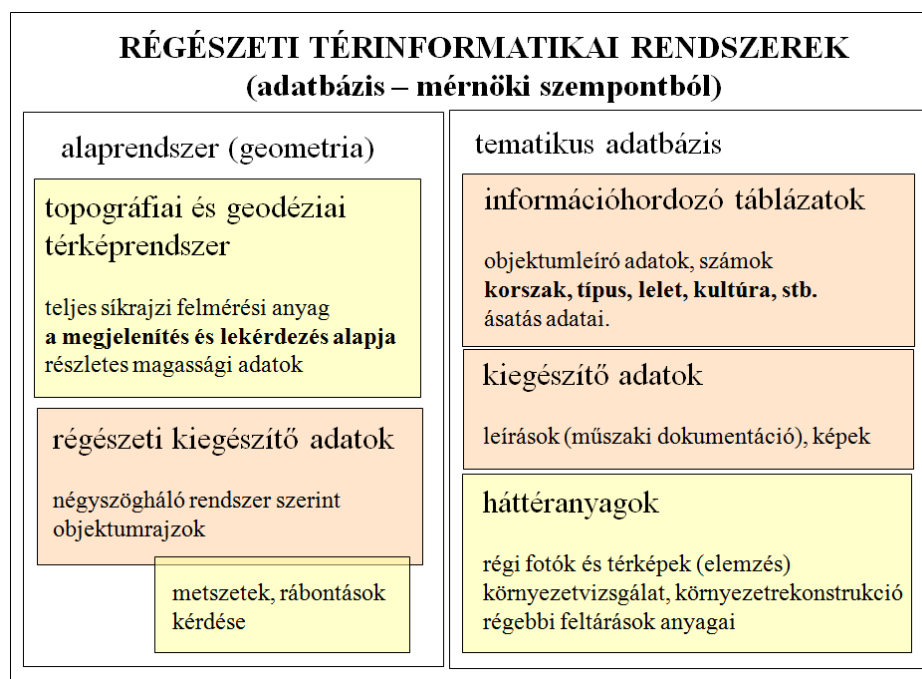 RÉGÉSZETI TÉRINFORMATIKAI RENDSZEREK
(adatbázis – mérnöki szempontból)
alaprendszer (geometria)
topográfiai és geodéziai
térképrendszer
teljes síkrajzi felmérési anyag
a megjelenítés és lekérdezés alapja
részletes magassági adatok
régészeti kiegészítő adatok
négyszögháló rendszer szerint
objektumrajzok
metszetek, rábontások
kérdése
tematikus adatbázis
információhordozó táblázatok
objektumleíró adatok, számok
korszak, típus, lelet, kultúra, stb.
ásatás adatai.
kiegészítő adatok
leírások (műszaki dokumentáció), képek
háttéranyagok
régi fotók és térképek (elemzés)
környezetvizsgálat, környezetrekonstrukció
régebbi feltárások anyagai